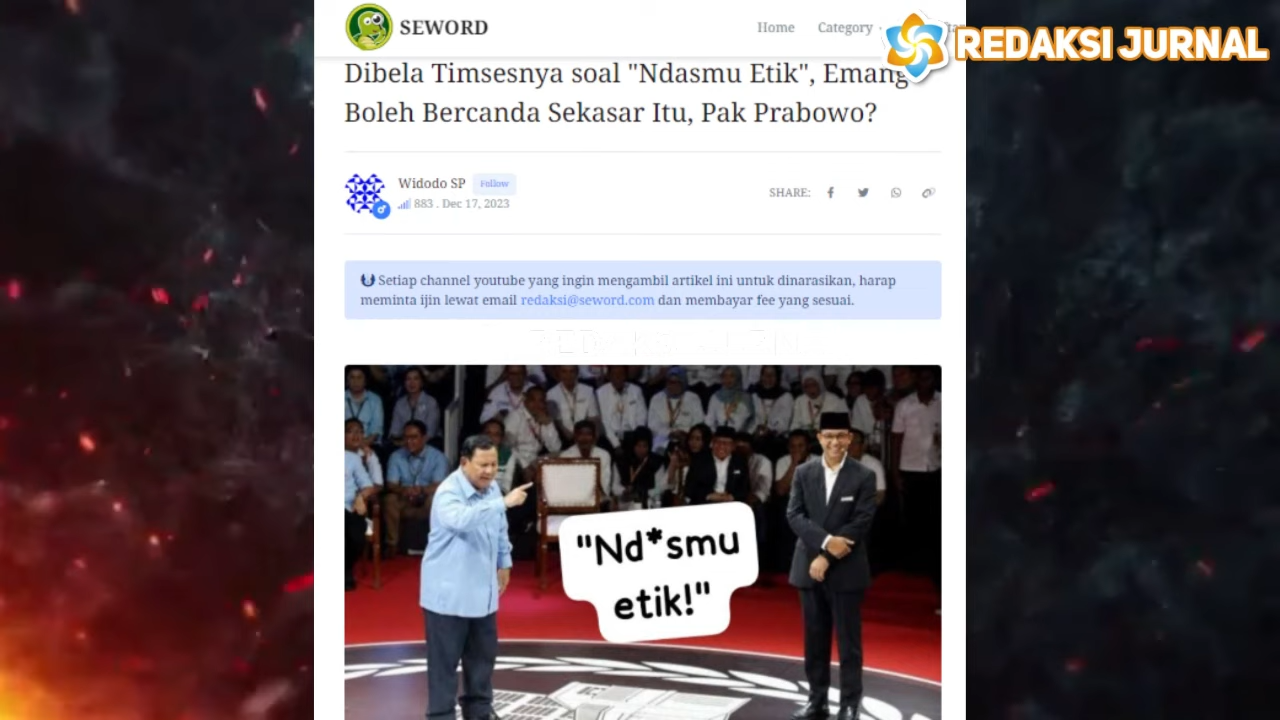 SEWORD
Home Category
REDAKSI JURNAL
Dibela Timsesnya soal "Ndasmu Etik", Emang
Boleh Bercanda Sekasar Itu, Pak Prabowo?
Widodo SP Follow
883 . Dec 17, 2023
SHARE:
Setiap channel youtube yang ingin mengambil artikel ini untuk dinarasikan, harap
meminta ijin lewat email redaksi@seword.com dan membayar fee yang sesuai.
REDAKSI JURNAL
"Nd*smu
etik!"